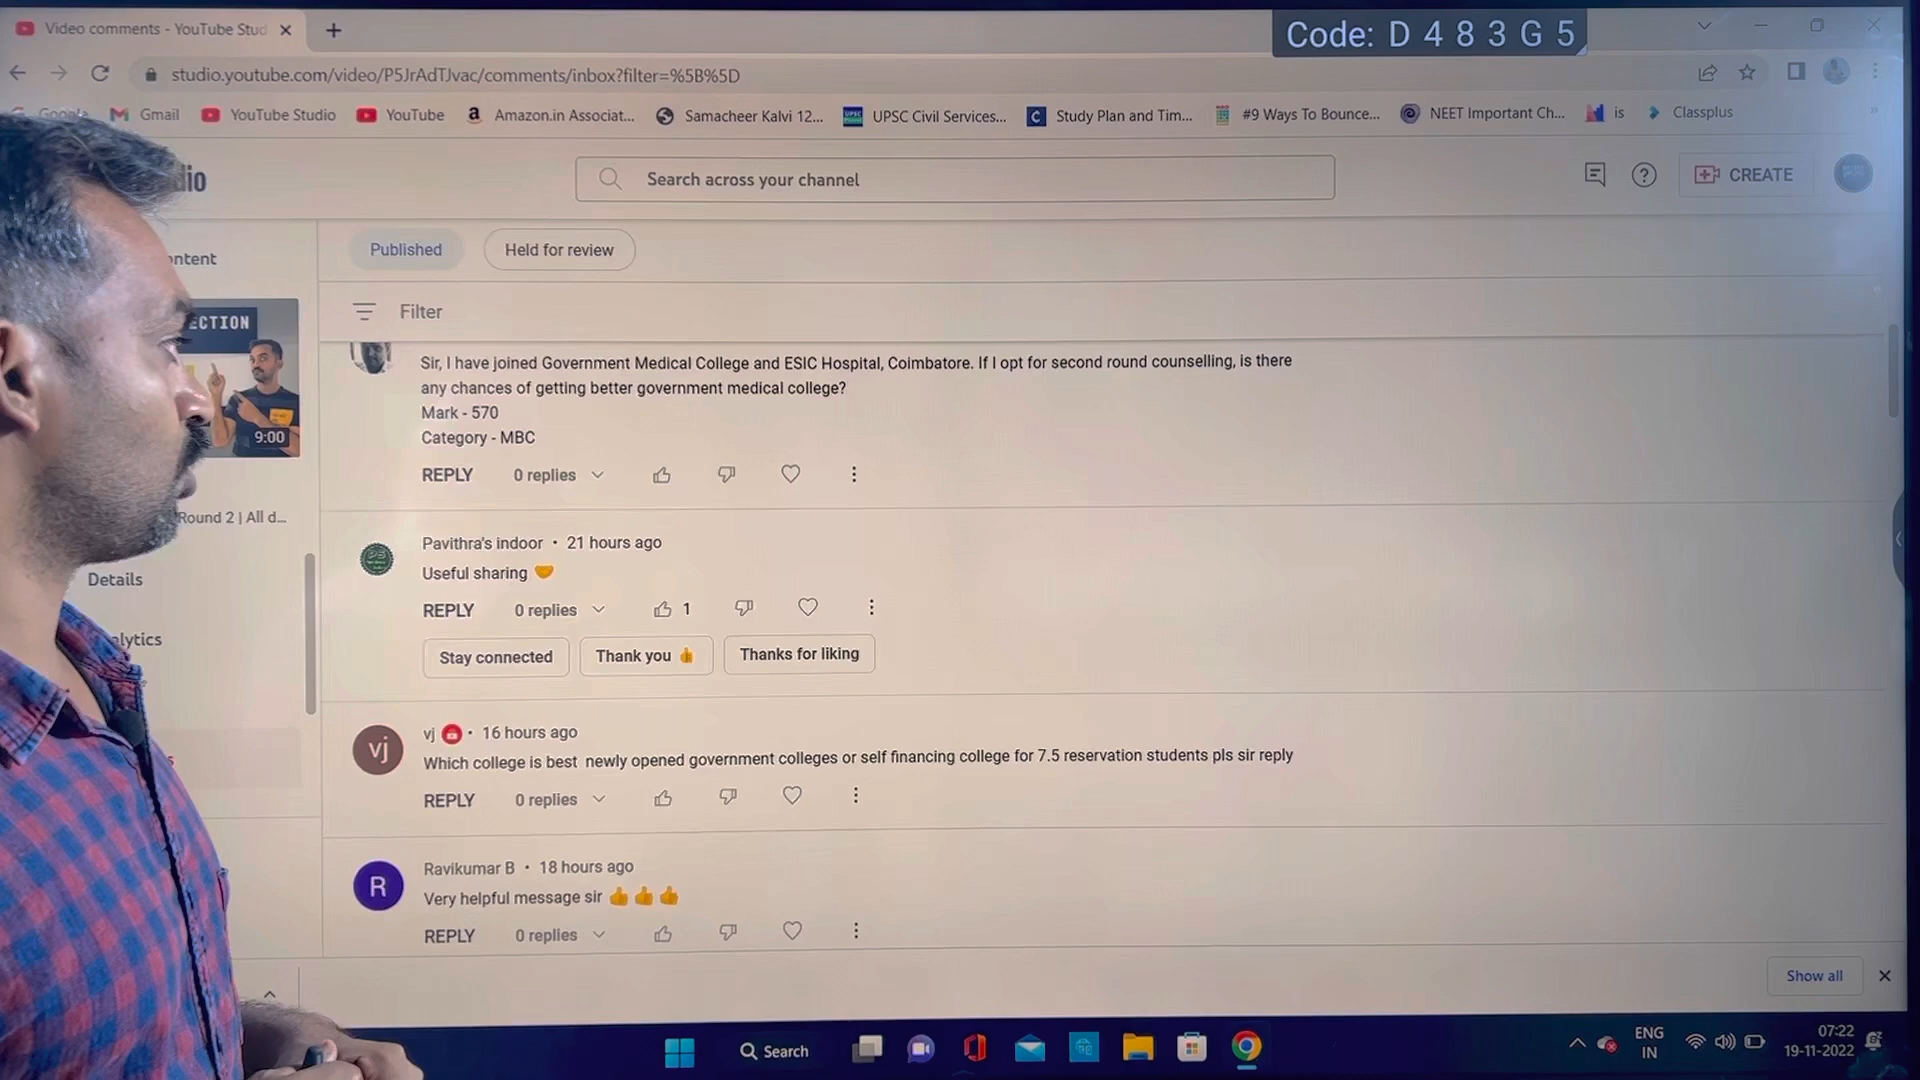 Video comments - YouTube Stud
Code: D 4 8 3 G 5
studio.youtube.com/video/P5JrAdTJvac/comments/inbox?filter=%5B%5D
Google
Gmail
YouTube Studio
YouTube
Amazon.in Associat...
Samacheer Kalvi 12...
UPSC Civil Services...
Study Plan and Tim...
#9 Ways To Bounce...
NEET Important Ch...
is
Classplus
dio
Search across your channel
CREATE
ontent
Published
Held for review
ECTION
Filter
9:00
Sir, I have joined Government Medical College and ESIC Hospital, Coimbatore. If I opt for second round counselling, is there
any chances of getting better government medical college?
Mark - 570
Category - MBC
REPLY 0 replies
Round 2 | All d...
Details
alytics
Pavithra's indoor • 21 hours ago
Useful sharing
REPLY 0 replies 1
Stay connected
Thank you 👍
Thanks for liking
vj
vj • 16 hours ago
Which college is best newly opened government colleges or self financing college for 7.5 reservation students pls sir reply
REPLY 0 replies
R
Ravikumar B • 18 hours ago
Very helpful message sir 👍👍👍
REPLY 0 replies
Show all
Search
ENG
IN
07:22
19-11-2022